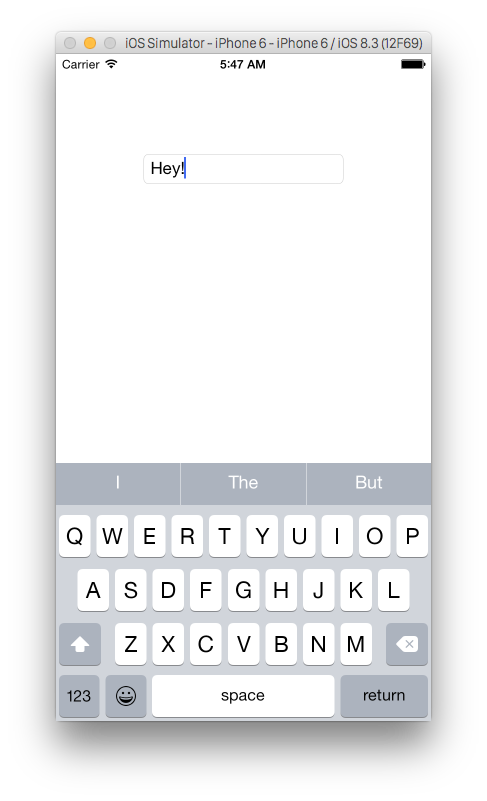 iOS Simulator - iPhone 6 - iPhone 6 / iOS 8.3 (12F69)
Carrier 5:47 AM
Hey!
I The But
Q W E R T Y U I O P
A S D F G H J K L
Z X C V B N M
123 space return